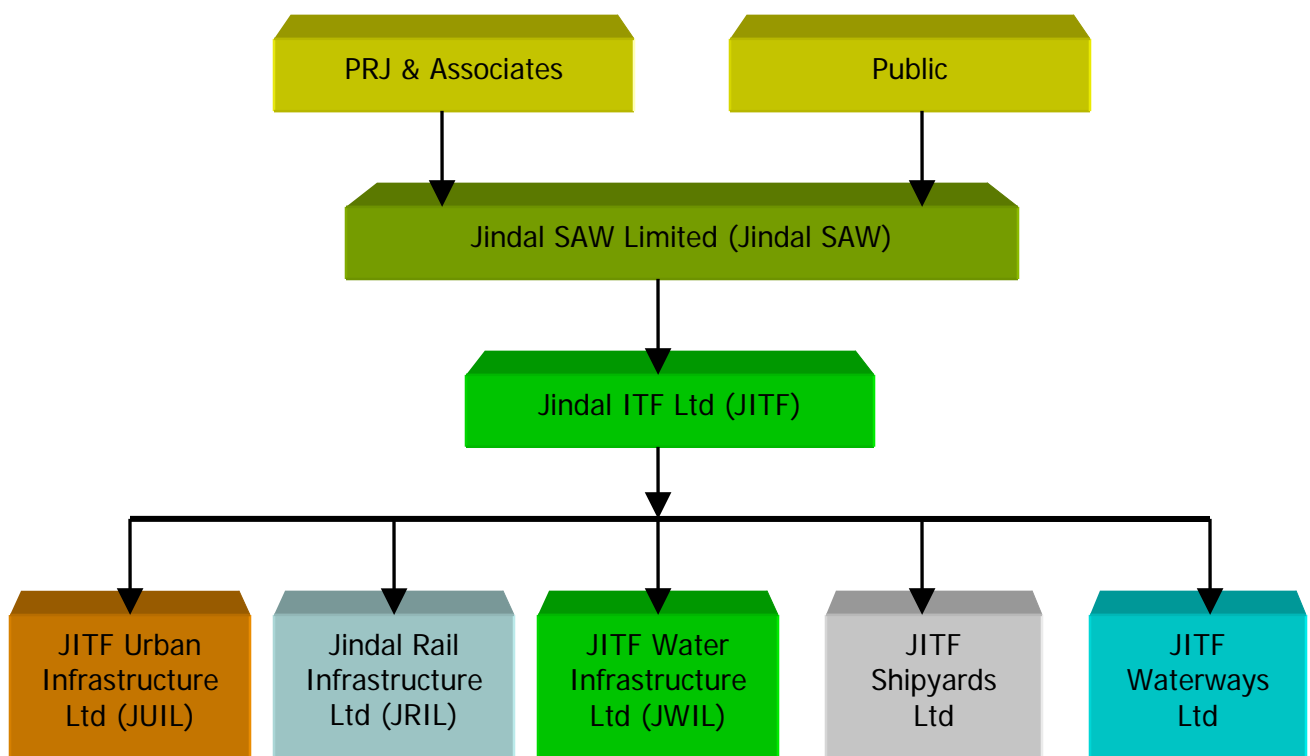 PRJ & Associates
Public
Jindal SAW Limited (Jindal SAW)
Jindal ITF Ltd (JITF)
JITF Urban
Infrastructure
Ltd (JUIL)
Jindal Rail
Infrastructure
Ltd (JRIL)
JITF Water
Infrastructure
Ltd (JWIL)
JITF
Shipyards
Ltd
JITF
Waterways
Ltd